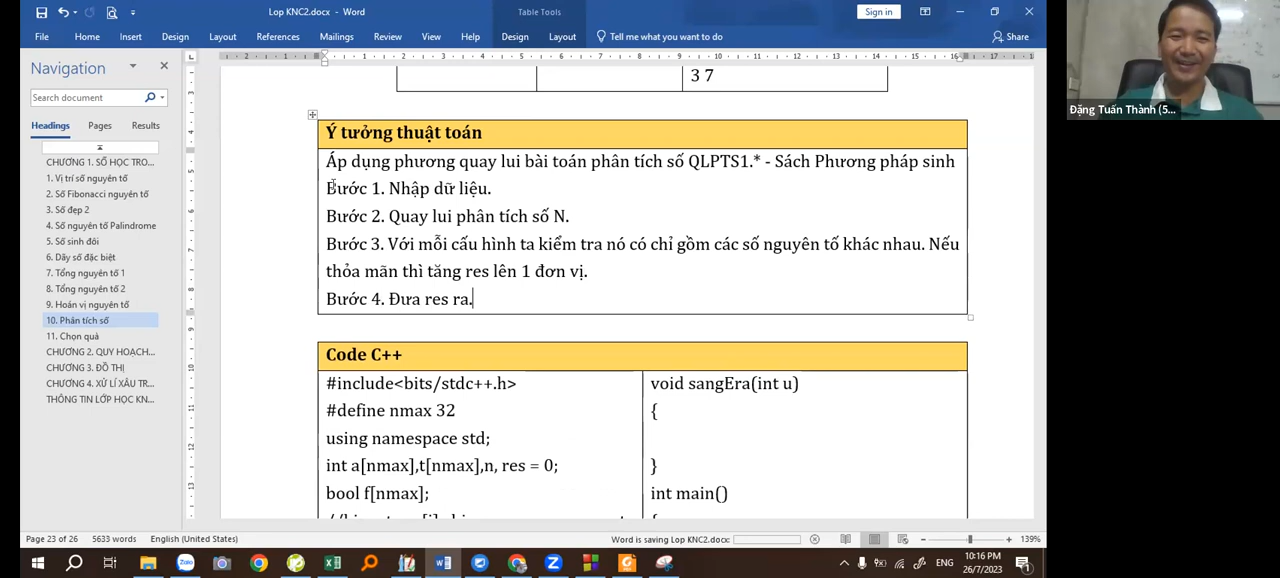 Lop KNC2.docx - Word
Table Tools
Sign in
File
Home
Insert
Design
Layout
References
Mailings
Review
View
Help
Design
Layout
Tell me what you want to do
Share
Đặng Tuấn Thành (5...
Navigation
Search document
Headings
Pages
Results
CHƯƠNG 1. SỐ HỌC TRO...
1. Vị trí số nguyên tố
2. Số Fibonacci nguyên tố
3. Số đẹp 2
4. Số nguyên tố Palindrome
5. Số sinh đôi
6. Dãy số đặc biệt
7. Tổng nguyên tố 1
8. Tổng nguyên tố 2
9. Hoán vị nguyên tố
10. Phân tích số
11. Chọn quà
CHƯƠNG 2. QUY HOẠCH...
CHƯƠNG 3. ĐỒ THỊ
CHƯƠNG 4. XỬ LÍ XÂU TR...
THÔNG TIN LỚP HỌC KN...
3 7
Ý tưởng thuật toán
Áp dụng phương quay lui bài toán phân tích số QLPTS1.* - Sách Phương pháp sinh
Bước 1. Nhập dữ liệu.
Bước 2. Quay lui phân tích số N.
Bước 3. Với mỗi cấu hình ta kiểm tra nó có chỉ gồm các số nguyên tố khác nhau. Nếu
thỏa mãn thì tăng res lên 1 đơn vị.
Bước 4. Đưa res ra.
Code C++
#include<bits/stdc++.h>
#define nmax 32
using namespace std;
int a[nmax],t[nmax],n, res = 0;
bool f[nmax];
void sangEra(int u)
{
}
int main()
Page 23 of 26
5633 words
English (United States)
Word is saving Lop KNC2.docx
139%
ENG
10:16 PM
26/7/2023